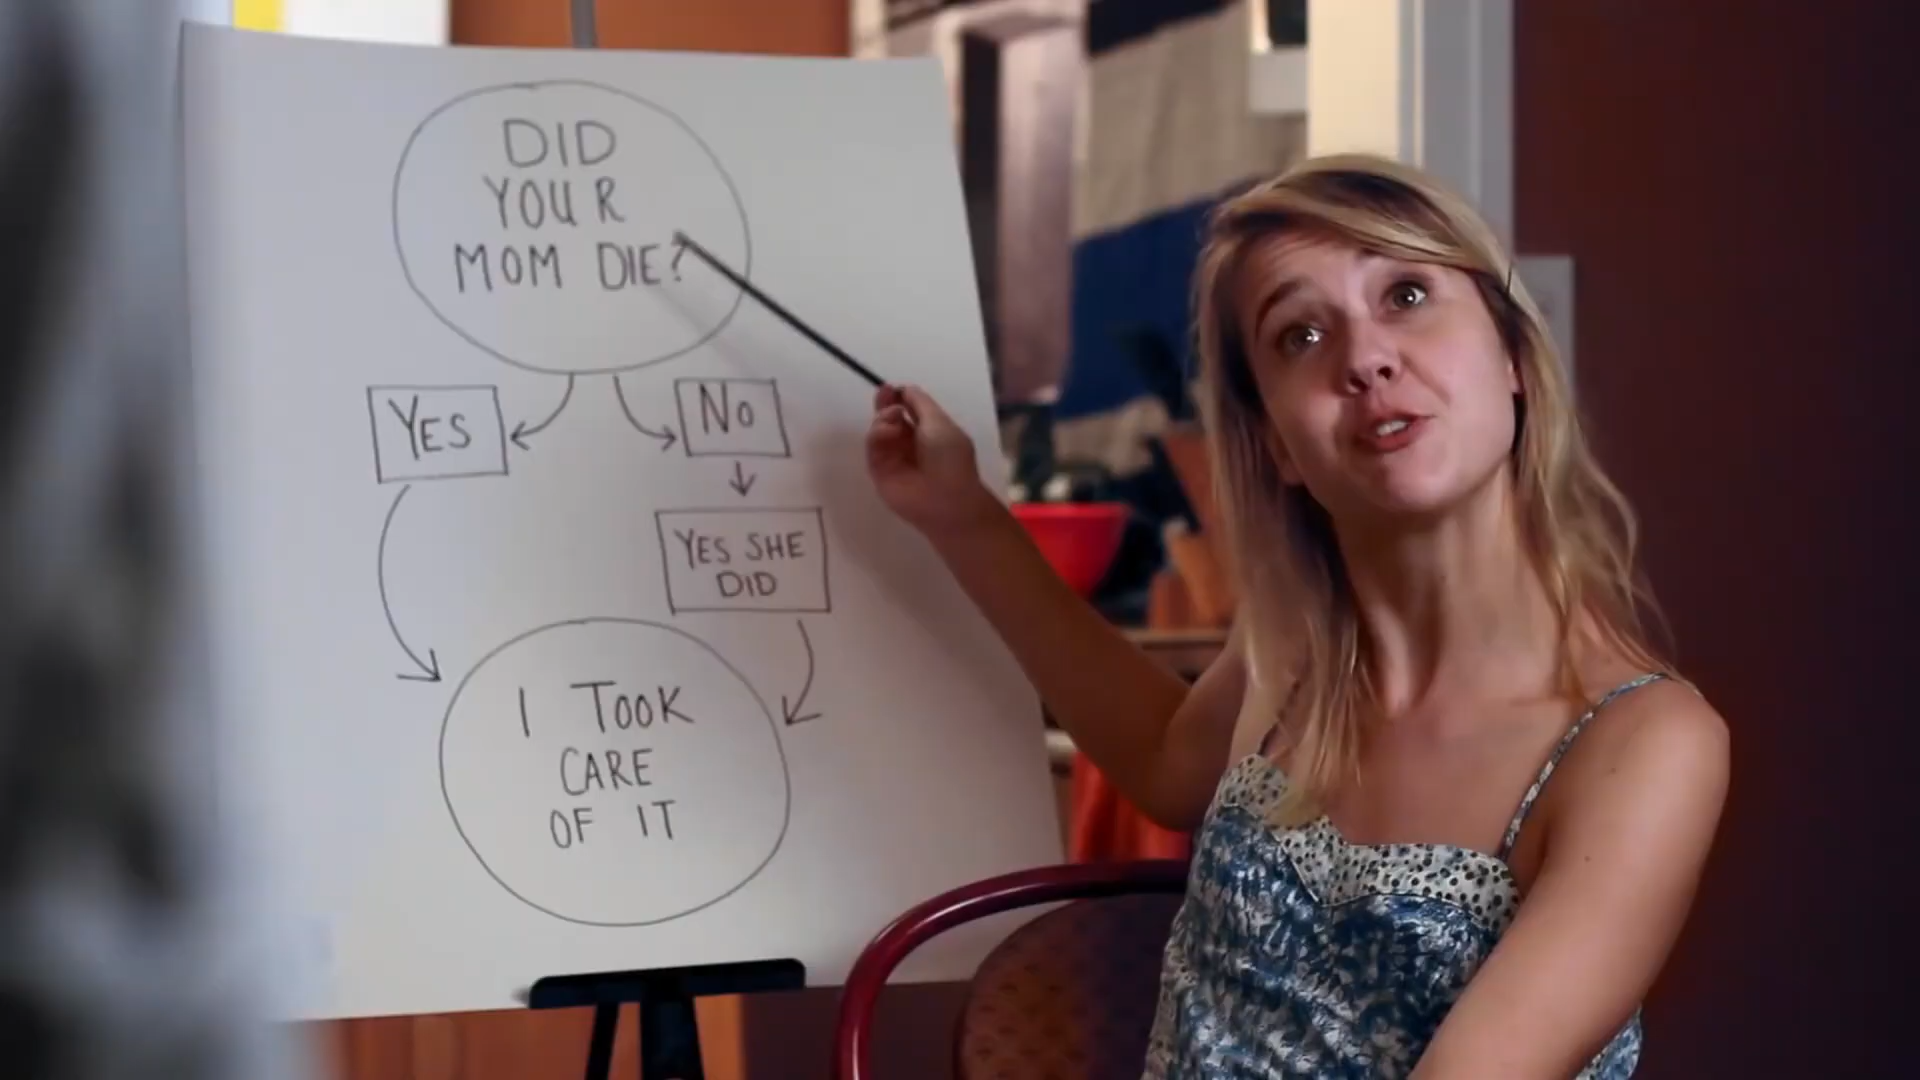 DID
YOUR
MOM DIE?
YES
NO
YES SHE
DID
I TOOK
CARE
OF IT